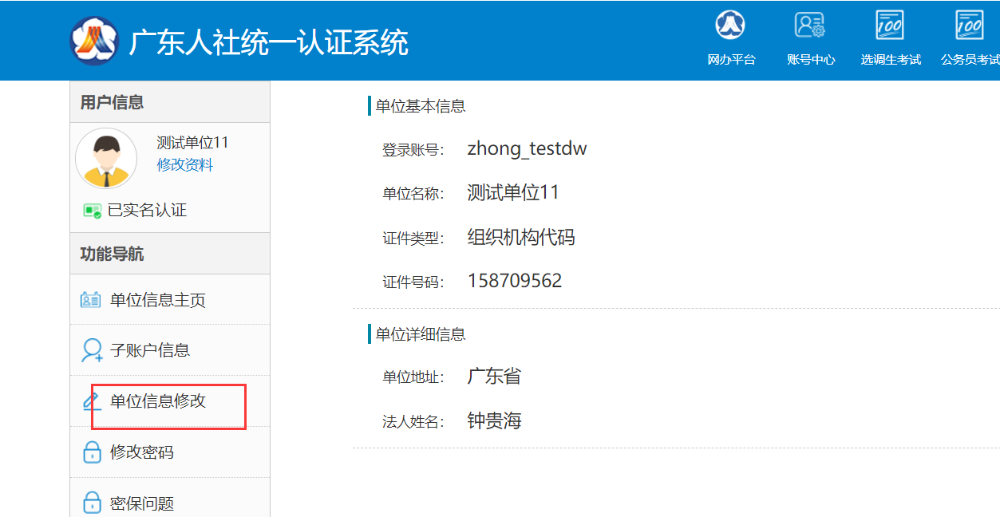 广东人社统一认证系统
网办平台
账号中心
选调生考试
公务员考试
用户信息
测试单位11
修改资料
已实名认证
功能导航
单位信息主页
子账户信息
单位信息修改
修改密码
密保问题
单位基本信息
登录账号： zhong_testdw
单位名称： 测试单位11
证件类型： 组织机构代码
证件号码： 158709562
单位详细信息
单位地址： 广东省
法人姓名： 钟贵海
100
100